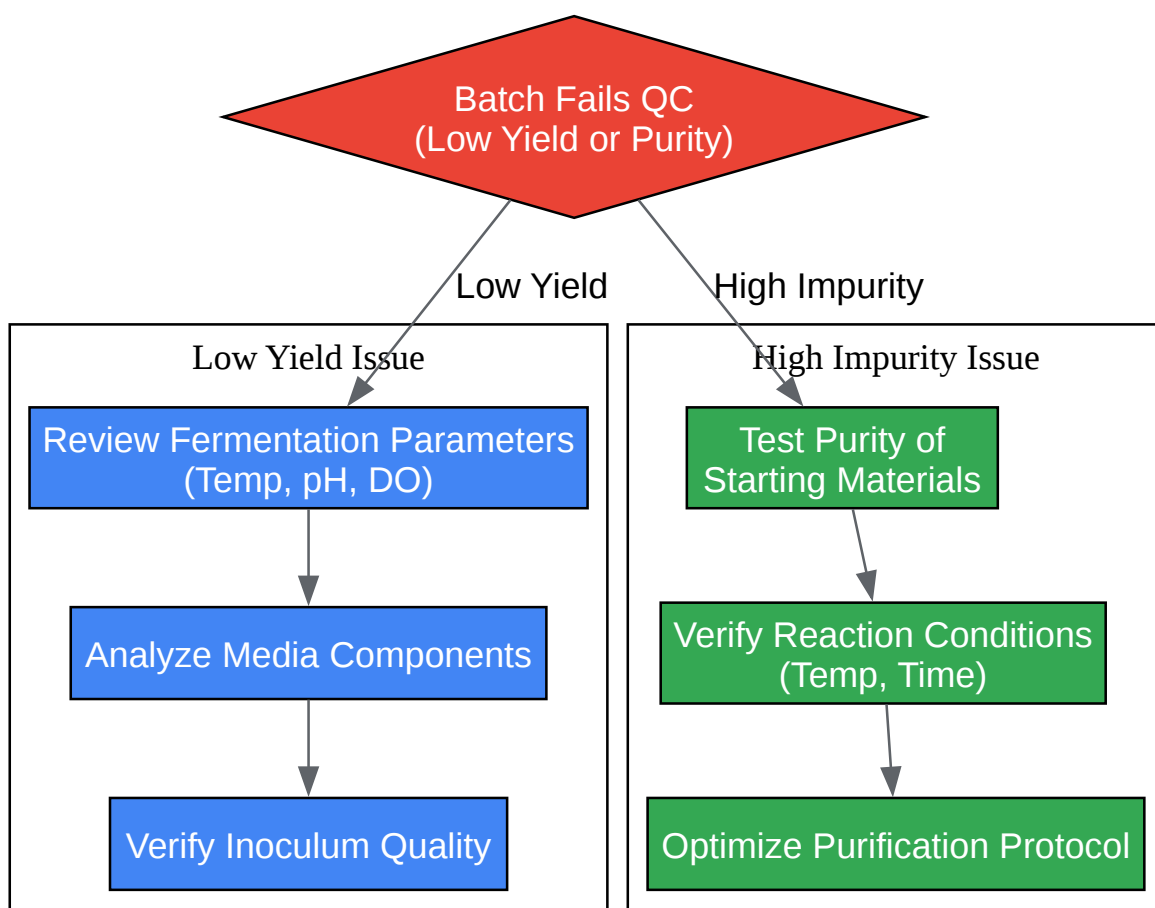 Batch Fails QC
(Low Yield or Purity)
Low Yield
High Impurity
Low Yield Issue
Review Fermentation Parameters
(Temp, pH, DO)
Analyze Media Components
Verify Inoculum Quality
High Impurity Issue
Test Purity of
Starting Materials
Verify Reaction Conditions
(Temp, Time)
Optimize Purification Protocol